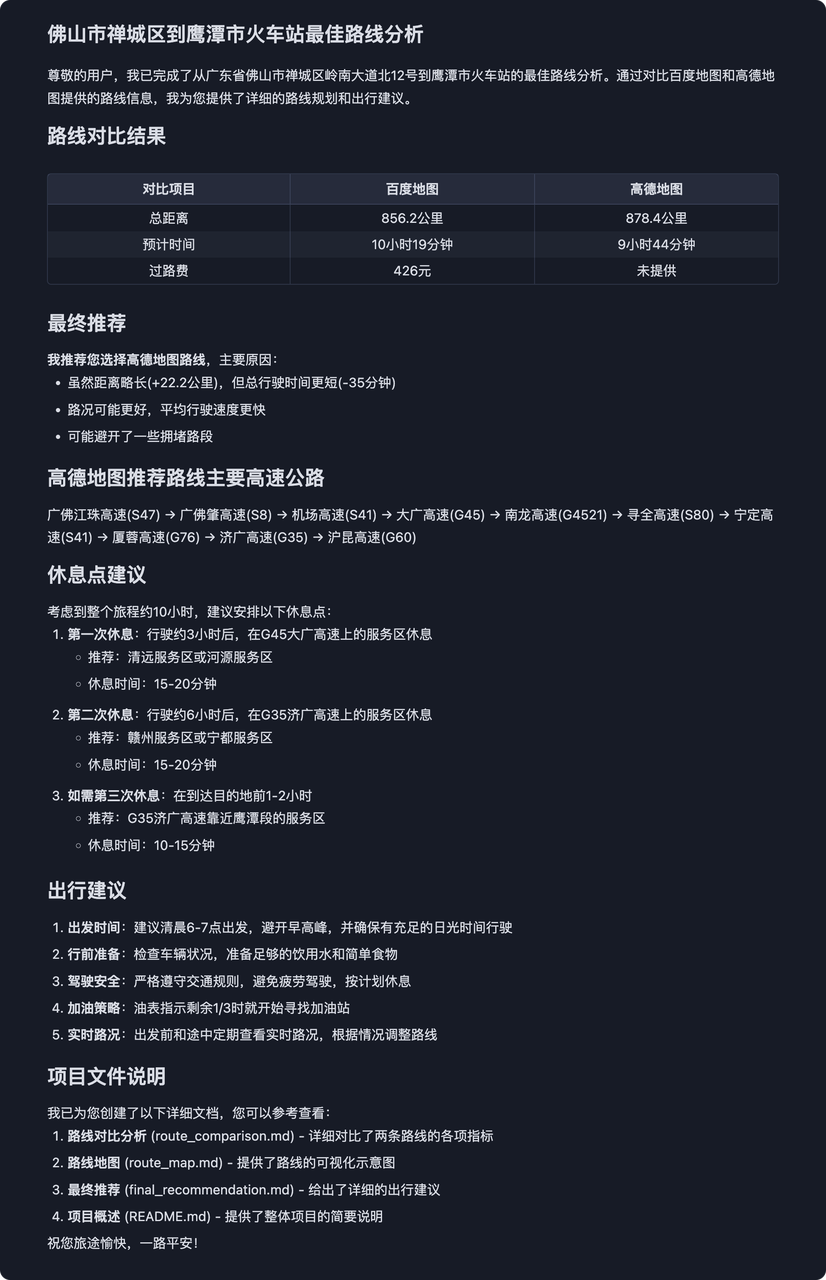 佛山市禅城区到鹰潭市火车站最佳路线分析
尊敬的用户，我已完成了从广东省佛山市禅城区岭南大道北12号到鹰潭市火车站的最佳路线分析。通过对比百度地图和高德地
图提供的路线信息，我为您提供了详细的路线规划和出行建议。
路线对比结果
对比项目 百度地图 高德地图
总距离 856.2公里 878.4公里
预计时间 10小时19分钟 9小时44分钟
过路费 426元 未提供
最终推荐
我推荐您选择高德地图路线，主要原因：
• 虽然距离略长(+22.2公里)，但总行驶时间更短(-35分钟)
• 路况可能更好，平均行驶速度更快
• 可能避开了一些拥堵路段
高德地图推荐路线主要高速公路
广佛江珠高速(S47) → 广佛肇高速(S8) → 机场高速(S41) → 大广高速(G45) → 南龙高速(G4521) → 寻全高速(S80) → 宁定高
速(S41) → 厦蓉高速(G76) → 济广高速(G35) → 沪昆高速(G60)
休息点建议
考虑到整个旅程约10小时，建议安排以下休息点：
1. 第一次休息：行驶约3小时后，在G45大广高速上的服务区休息
◦ 推荐：清远服务区或河源服务区
◦ 休息时间：15-20分钟
2. 第二次休息：行驶约6小时后，在G35济广高速上的服务区休息
◦ 推荐：赣州服务区或宁都服务区
◦ 休息时间：15-20分钟
3. 如需第三次休息：在到达目的地前1-2小时
◦ 推荐：G35济广高速靠近鹰潭段的服务区
◦ 休息时间：10-15分钟
出行建议
1. 出发时间：建议清晨6-7点出发，避开早高峰，并确保有充足的日光时间行驶
2. 行前准备：检查车辆状况，准备足够的饮用水和简单食物
3. 驾驶安全：严格遵守交通规则，避免疲劳驾驶，按计划休息
4. 加油策略：油表指示剩余1/3时就开始寻找加油站
5. 实时路况：出发前和途中定期查看实时路况，根据情况调整路线
项目文件说明
我已为您创建了以下详细文档，您可以参考查看：
1. 路线对比分析 (route_comparison.md) - 详细对比了两条路线的各项指标
2. 路线地图 (route_map.md) - 提供了路线的可视化示意图
3. 最终推荐 (final_recommendation.md) - 给出了详细的出行建议
4. 项目概述 (README.md) - 提供了整体项目的简要说明
祝您旅途愉快，一路平安！